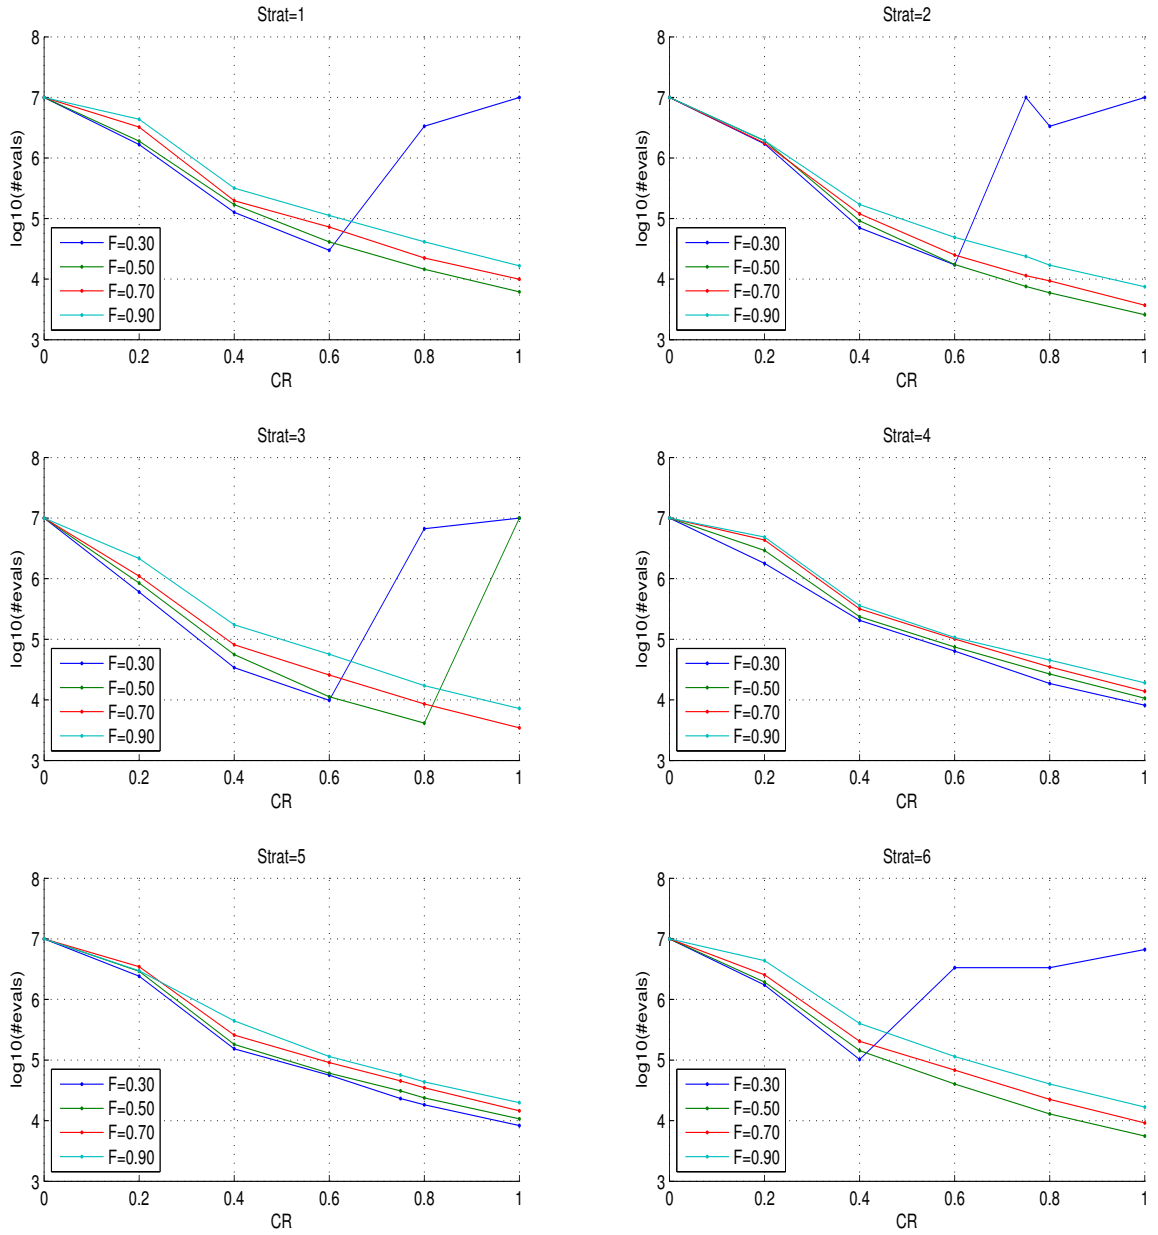 Strat=1
8
7
6
5
4
3
log10(#evals)
F=0.30
F=0.50
F=0.70
F=0.90
0 0.2 0.4 0.6 0.8 1
CR
Strat=2
8
7
6
5
4
3
log10(#evals)
F=0.30
F=0.50
F=0.70
F=0.90
0 0.2 0.4 0.6 0.8 1
CR
Strat=3
8
7
6
5
4
3
log10(#evals)
F=0.30
F=0.50
F=0.70
F=0.90
0 0.2 0.4 0.6 0.8 1
CR
Strat=4
8
7
6
5
4
3
log10(#evals)
F=0.30
F=0.50
F=0.70
F=0.90
0 0.2 0.4 0.6 0.8 1
CR
Strat=5
8
7
6
5
4
3
log10(#evals)
F=0.30
F=0.50
F=0.70
F=0.90
0 0.2 0.4 0.6 0.8 1
CR
Strat=6
8
7
6
5
4
3
log10(#evals)
F=0.30
F=0.50
F=0.70
F=0.90
0 0.2 0.4 0.6 0.8 1
CR